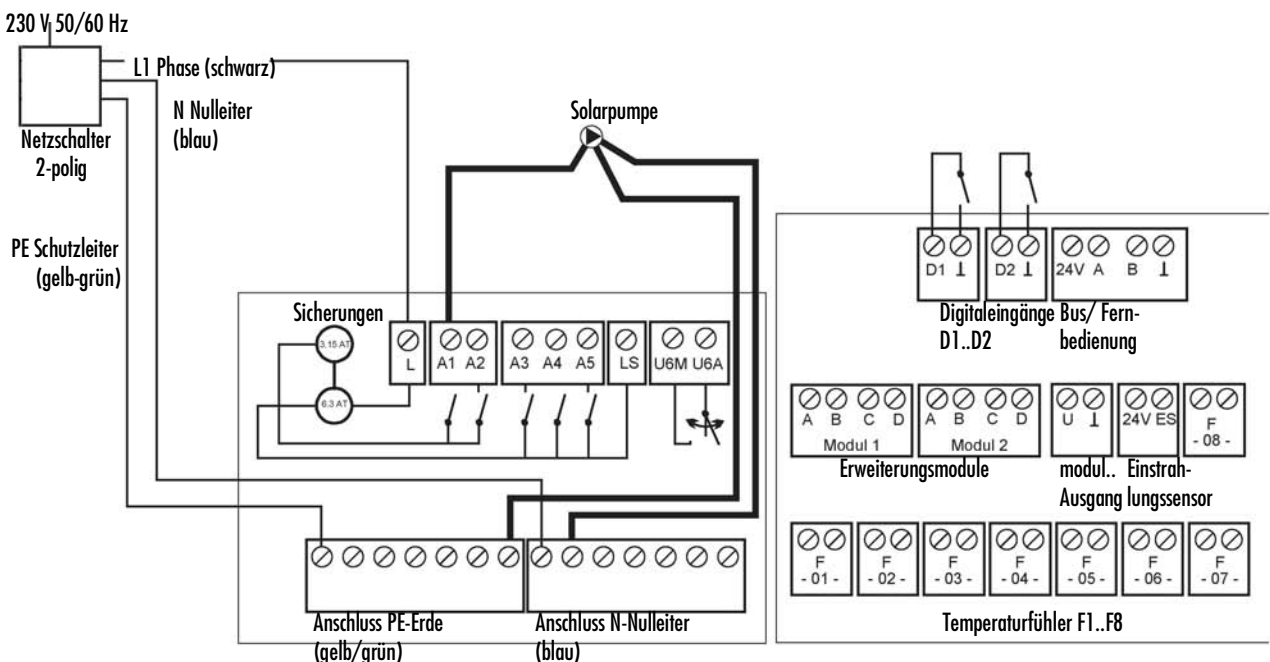 230 V 50/60 Hz
L1 Phase (schwarz)
N Nulleiter
(blau)
Netzschalter
2-polig
PE Schutzleiter
(gelb-grün)
Solarpumpe
Sicherungen
3,15 AT
6.3 AT
L
A1 A2
A3 A4 A5
LS
U6M U6A
Anschluss PE-Erde
(gelb/grün)
Anschluss N-Nulleiter
(blau)
D1 ⊥
D2 ⊥
24V A B ⊥
Digitaleingänge
D1..D2
Bus/ Fern-
bedienung
A B C D
Modul 1
A B C D
Modul 2
Erweiterungsmodule
U ⊥
modul..
Ausgang
24V ES
Einstrah-
lungssensor
F
- 08 -
F
- 01 -
F
- 02 -
F
- 03 -
F
- 04 -
F
- 05 -
F
- 06 -
F
- 07 -
Temperaturfühler F1..F8